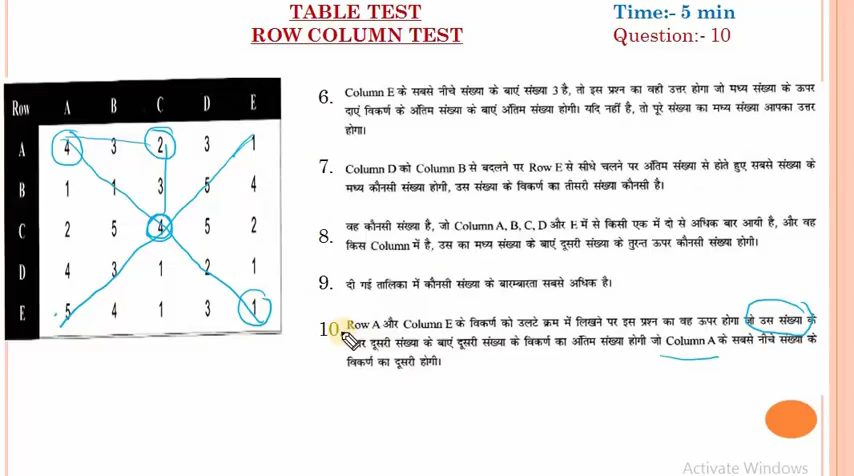 TABLE TEST
ROW COLUMN TEST
Time:- 5 min
Question:- 10
Row A B C D E
A 4 3 2 3 1
B 1 1 3 5 4
C 2 5 4 5 2
D 4 3 1 2 1
E 5 4 1 3 1
6. Column E के सबसे नीचे संख्या के बाएं संख्या 3 है, तो इस प्रश्न का वही उत्तर होगा जो मध्य संख्या के ऊपर
दाएं विकर्ण के अंतिम संख्या के बाएं अंतिम संख्या होगी। यदि नहीं है, तो पूरे संख्या का मध्य संख्या आपका उत्तर
होगा।
7. Column D को Column B से बदलने पर Row E से सीधे चलने पर अंतिम संख्या से होते हुए सबसे संख्या के
मध्य कौनसी संख्या होगी, उस संख्या के विकर्ण का तीसरी संख्या कौनसी है।
8. वह कौनसी संख्या है, जो Column A, B, C, D और E में से किसी एक में दो से अधिक बार आयी है, और वह
किस Column में है, उस का मध्य संख्या के बाएं दूसरी संख्या के तुरन्त ऊपर कौनसी संख्या होगी।
9. दी गई तालिका में कौनसी संख्या के बारम्बारता सबसे अधिक है।
10. Row A और Column E के विकर्ण को उलटे क्रम में लिखने पर इस प्रश्न का वह ऊपर होगा जो उस संख्या के
दूसरी संख्या के बाएं दूसरी संख्या के विकर्ण का अंतिम संख्या होगी जो Column A के सबसे नीचे संख्या के
विकर्ण का दूसरी होगी।
Activate Windows